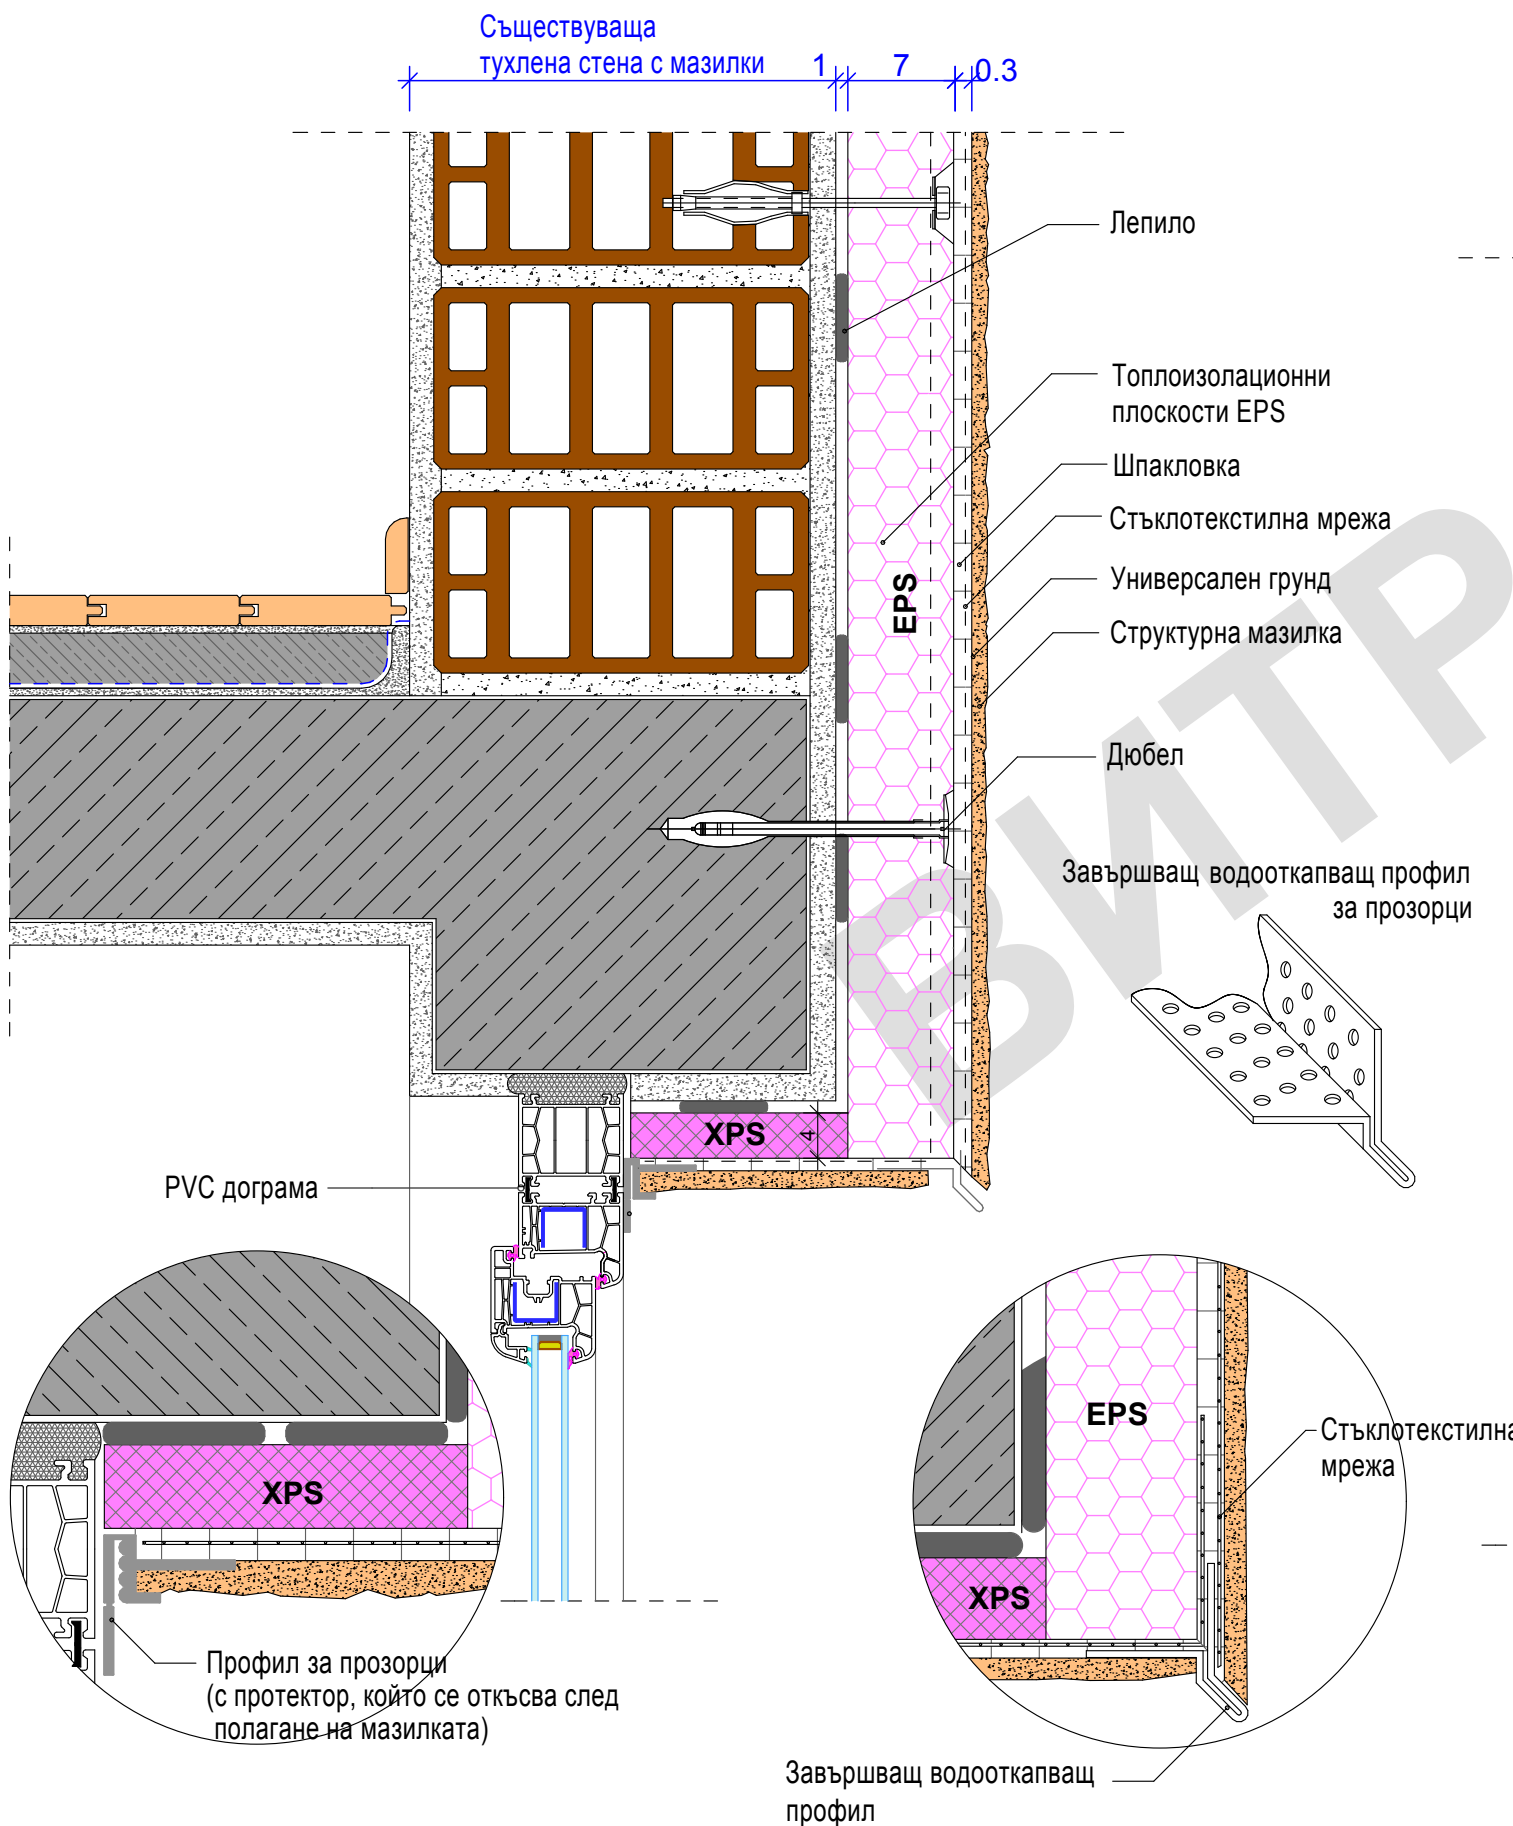 Съществуваща
тухлена стена с мазилки
1 7 0.3
Лепило
Топлоизолационни
плоскости EPS
Шпакловка
Стъклотекстилна мрежа
EPS
Универсален грунд
Структурна мазилка
Дюбел
Завършващ водооткапващ профил
за прозорци
ВИТР
XPS 4
PVC дограма
EPS
Стъклотекстилна
мрежа
XPS
XPS
Профил за прозорци
(с протектор, който се откъсва след
полагане на мазилката)
Завършващ водооткапващ
профил